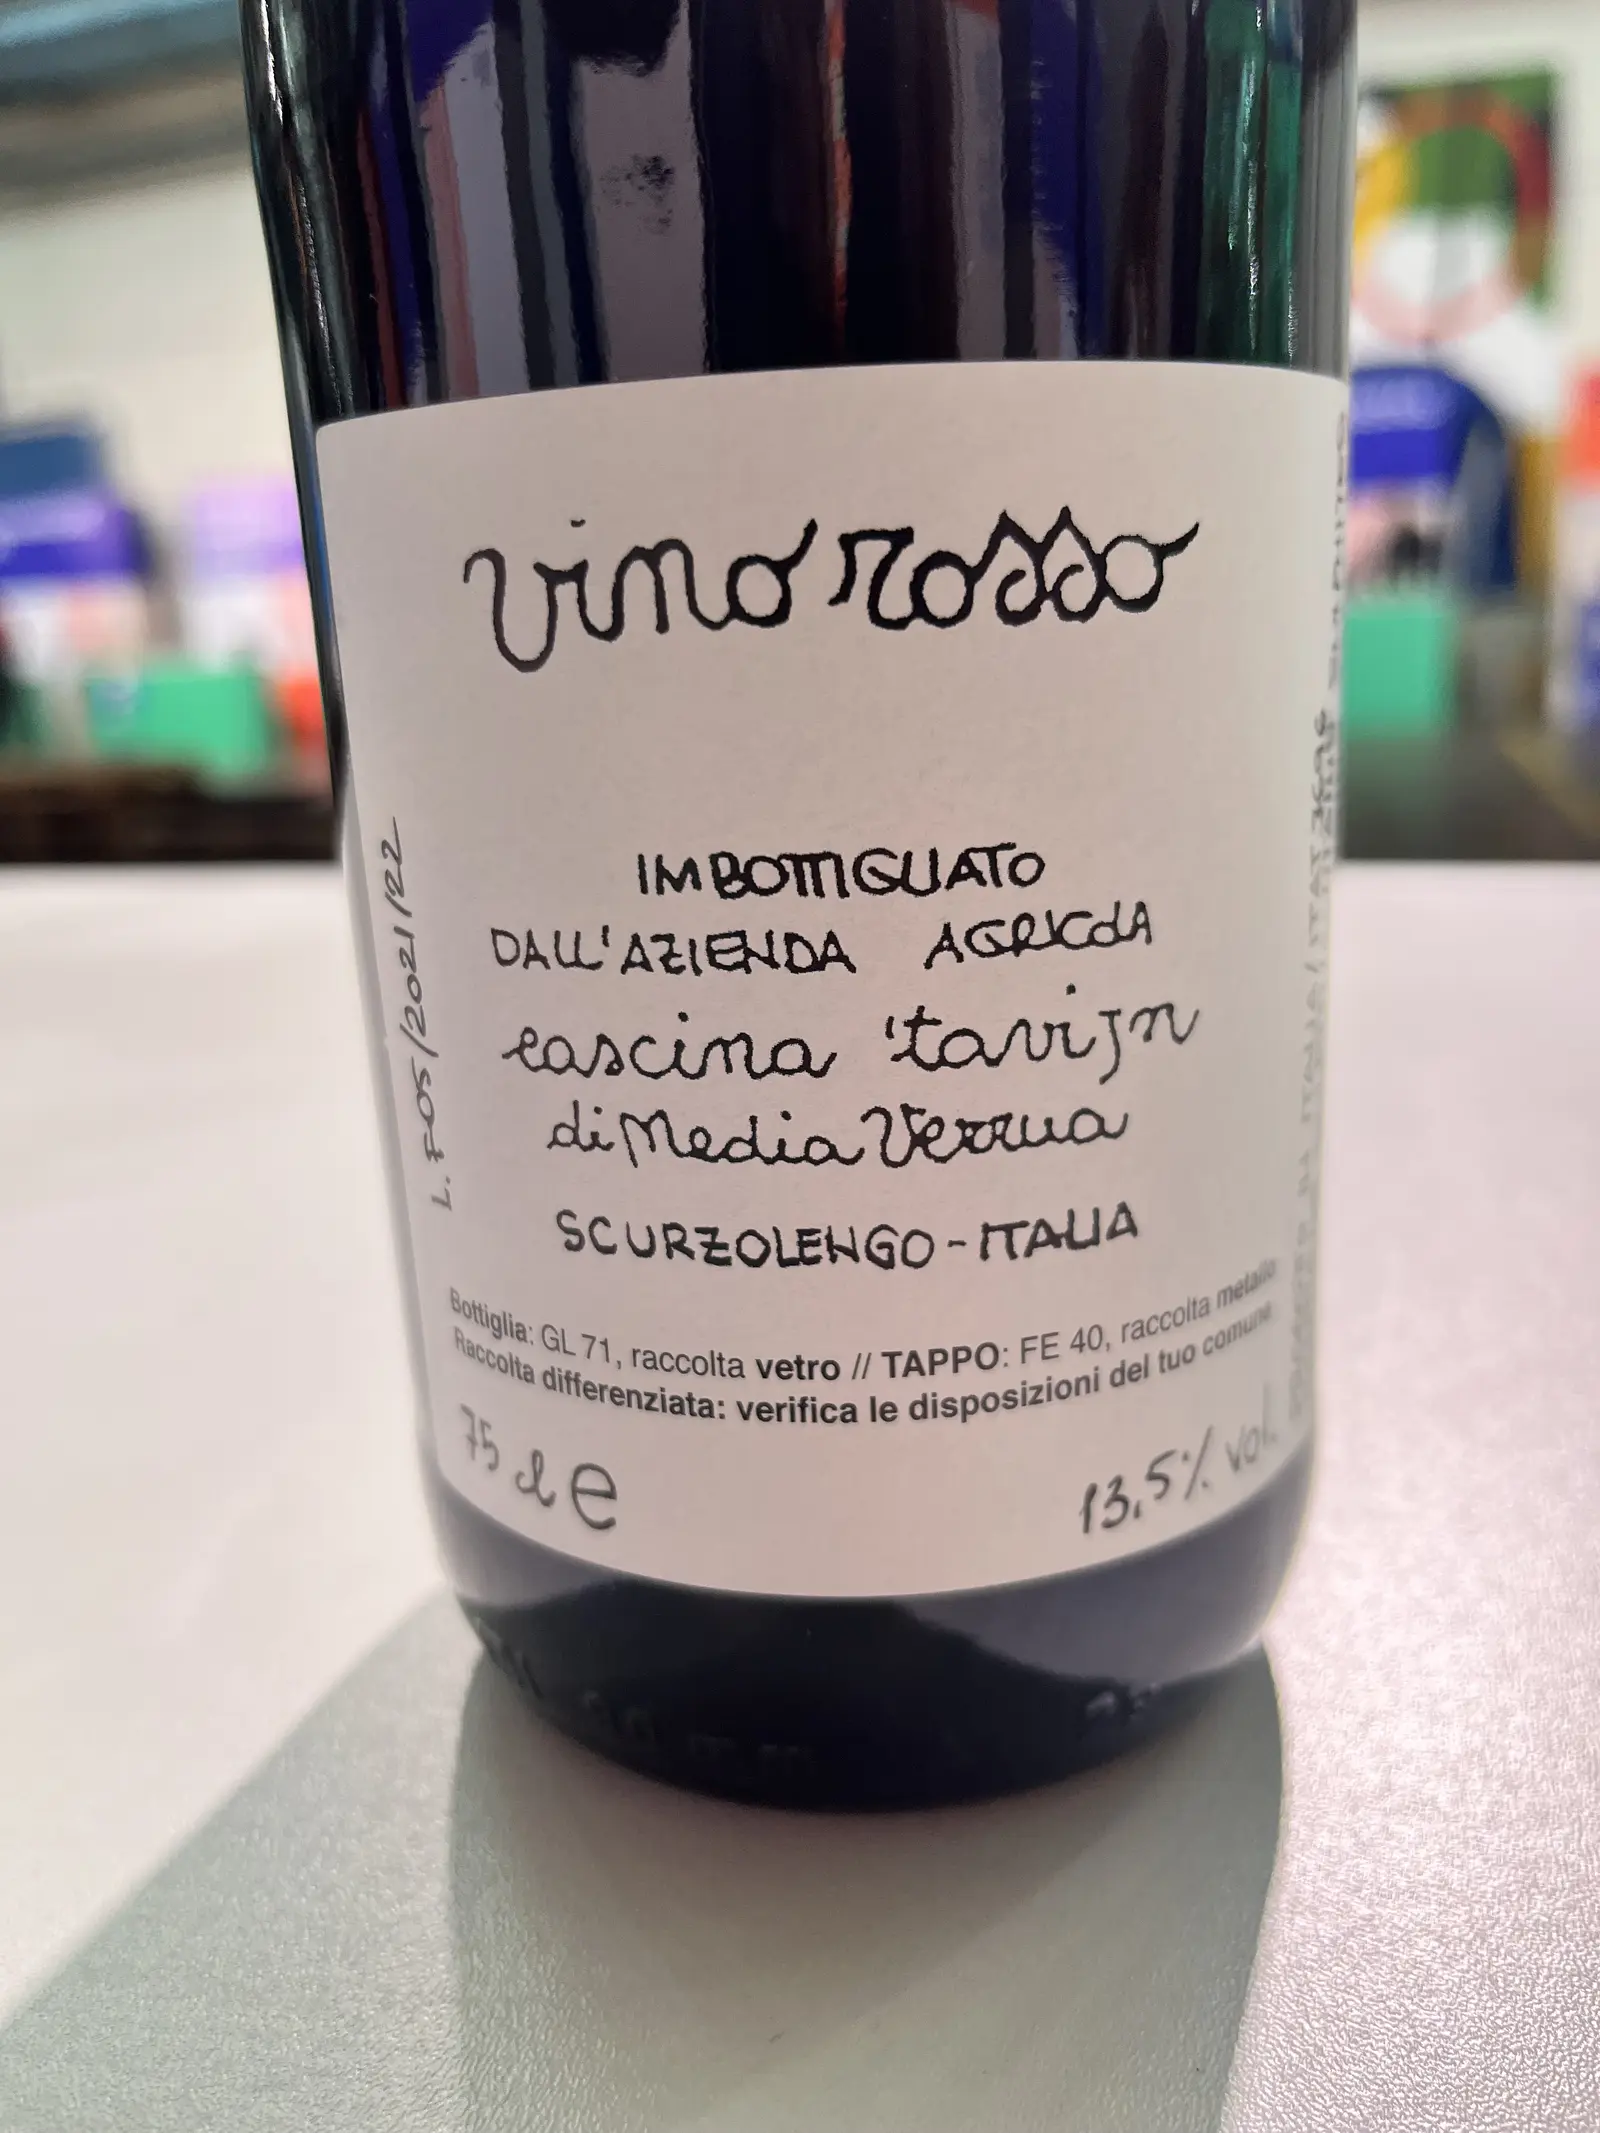 vino rosso
IMBOTTIGLIATO
DALL'AZIENDA AGRICOLA
cascina 'tavijn
di Media Verrua
SCURZOLENGO - ITALIA
Bottiglia: GL 71, raccolta vetro // TAPPO: FE 40, raccolta metallo
Raccolta differenziata: verifica le disposizioni del tuo comune
75 cl e
13,5% vol.
L. F05/2021/22